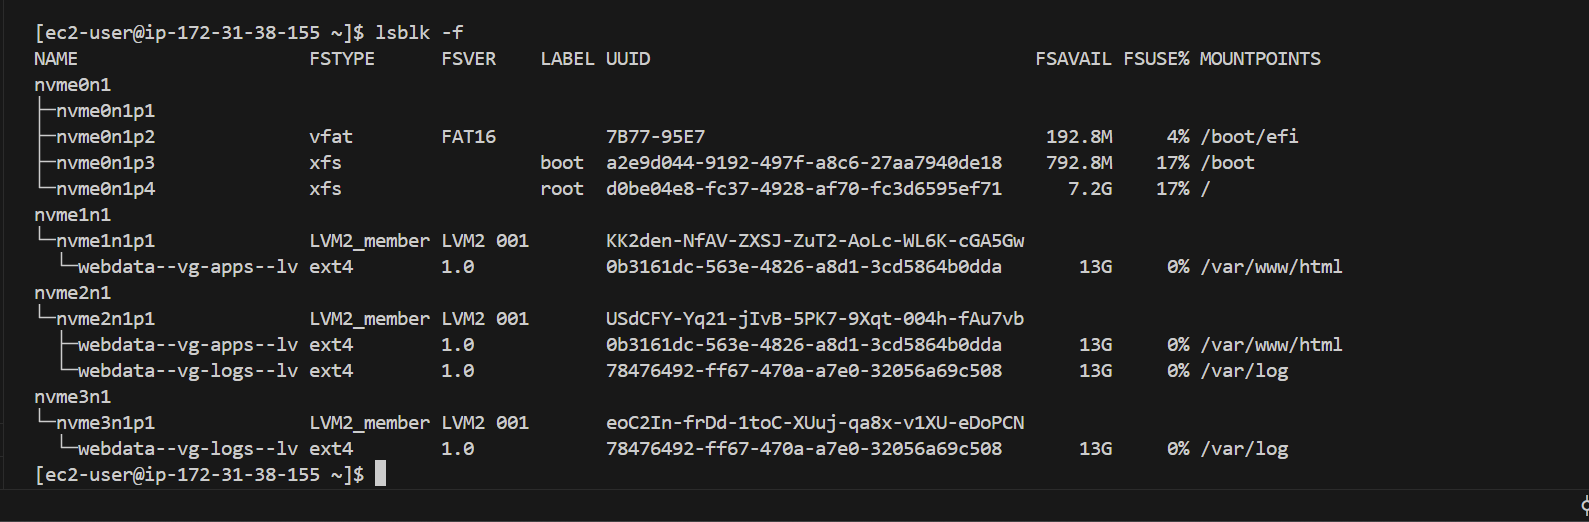 [ec2-user@ip-172-31-38-155 ~]$ lsblk -f
NAME                     FSTYPE      FSVER    LABEL UUID                                   FSAVAIL FSUSE% MOUNTPOINTS
nvme0n1
├─nvme0n1p1
├─nvme0n1p2              vfat        FAT16          7B77-95E7                               192.8M     4% /boot/efi
├─nvme0n1p3              xfs                  boot  a2e9d044-9192-497f-a8c6-27aa7940de18    792.8M    17% /boot
└─nvme0n1p4              xfs                  root  d0be04e8-fc37-4928-af70-fc3d6595ef71      7.2G    17% /
nvme1n1
└─nvme1n1p1              LVM2_member LVM2 001       KK2den-NfAV-ZXSJ-ZuT2-AoLc-WL6K-cGA5Gw
  └─webdata--vg-apps--lv ext4        1.0            0b3161dc-563e-4826-a8d1-3cd5864b0dda       13G     0% /var/www/html
nvme2n1
└─nvme2n1p1              LVM2_member LVM2 001       USdCFY-Yq21-jIvB-5PK7-9Xqt-004h-fAu7vb
  ├─webdata--vg-apps--lv ext4        1.0            0b3161dc-563e-4826-a8d1-3cd5864b0dda       13G     0% /var/www/html
  └─webdata--vg-logs--lv ext4        1.0            78476492-ff67-470a-a7e0-32056a69c508       13G     0% /var/log
nvme3n1
└─nvme3n1p1              LVM2_member LVM2 001       eoC2In-frDd-1toC-XUuj-qa8x-v1XU-eDoPCN
  └─webdata--vg-logs--lv ext4        1.0            78476492-ff67-470a-a7e0-32056a69c508       13G     0% /var/log
[ec2-user@ip-172-31-38-155 ~]$